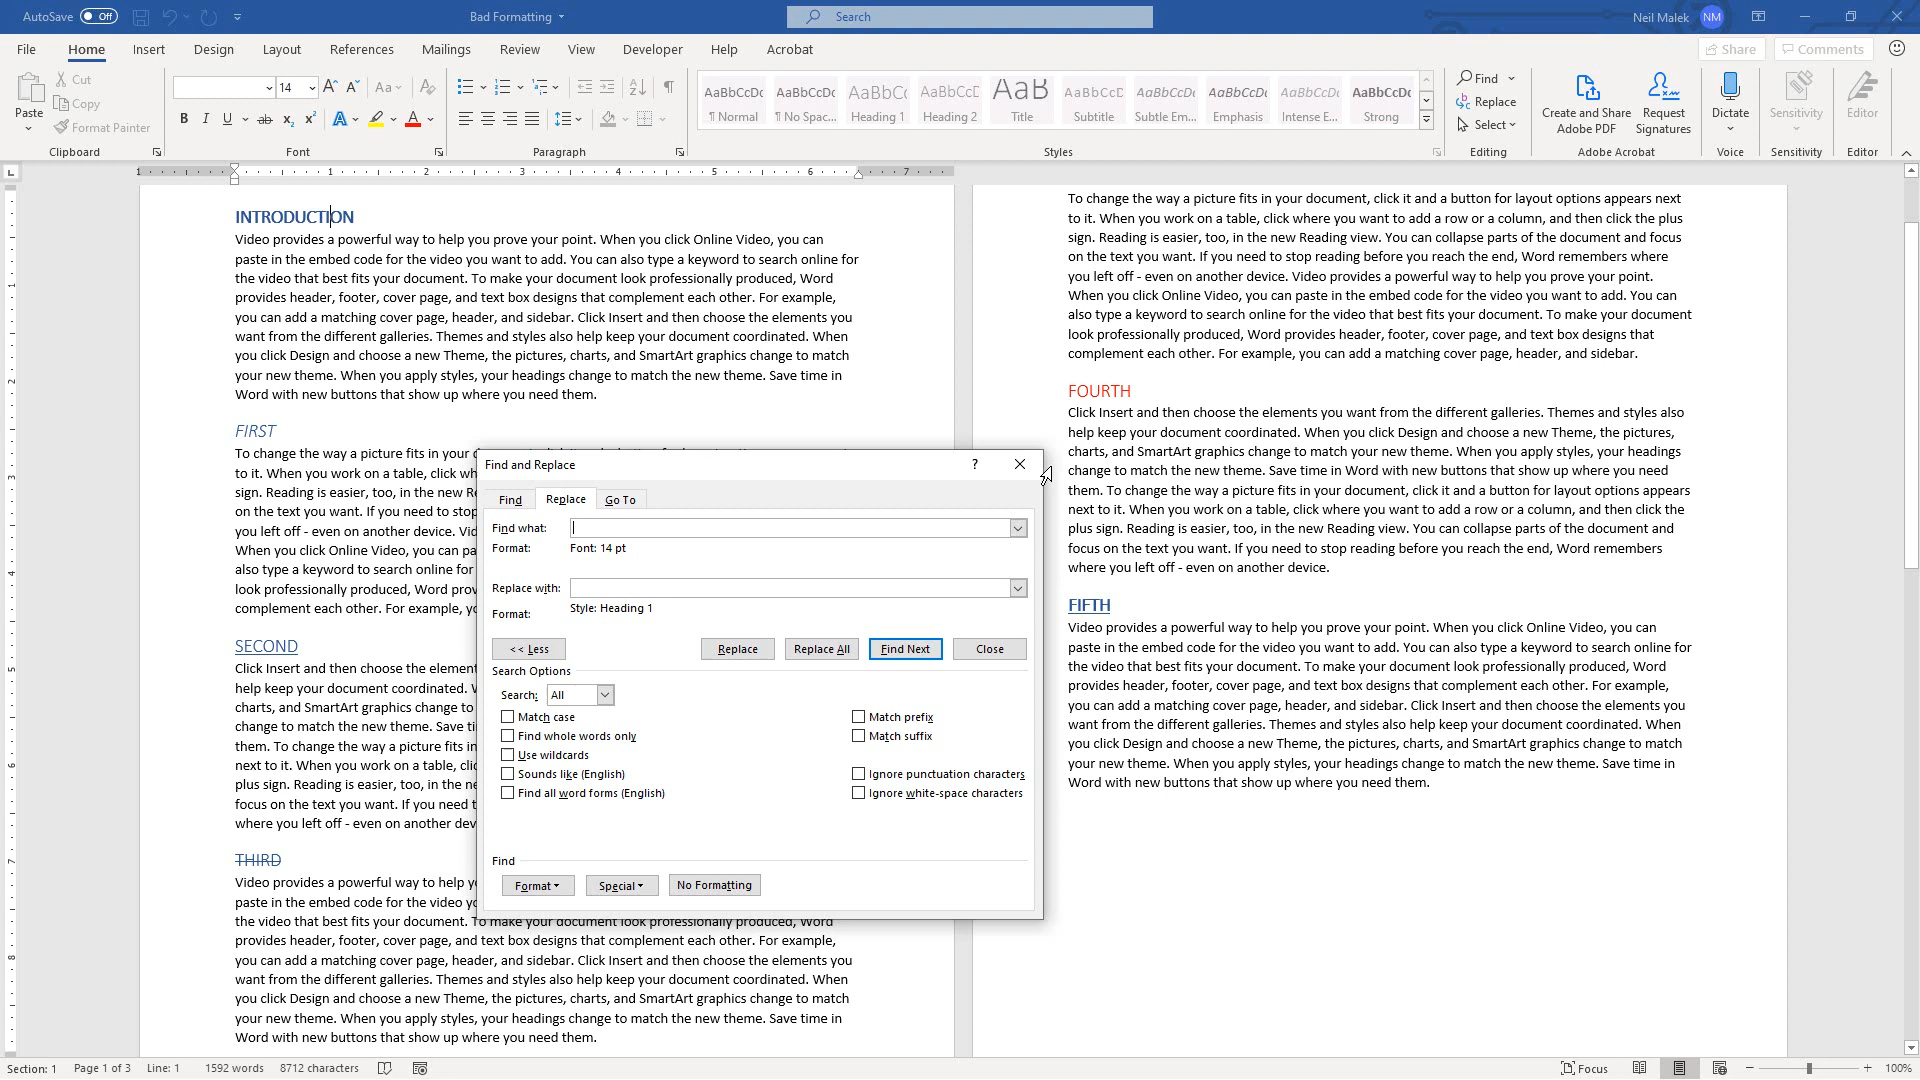 AutoSave Off
Bad Formatting
Search
Neil Malek NM
File Home Insert Design Layout References Mailings Review View Developer Help Acrobat
Share Comments
Paste
Cut
Copy
Format Painter
Clipboard
14
Font
Paragraph
AaBbCcDc AaBbCcDc AaBbCc AaBbCcD AaB AaBbCcD AaBbCcDc AaBbCcDc AaBbCcDc AaBbCcDc
¶ Normal ¶ No Spac... Heading 1 Heading 2 Title Subtitle Subtle Em... Emphasis Intense E... Strong
Styles
Find
Replace
Select
Editing
Create and Share Adobe PDF
Request Signatures
Adobe Acrobat
Dictate
Voice
Sensitivity
Sensitivity
Editor
Editor
1 1 2 3 4 5 6 7
INTRODUCTION
Video provides a powerful way to help you prove your point. When you click Online Video, you can
paste in the embed code for the video you want to add. You can also type a keyword to search online for
the video that best fits your document. To make your document look professionally produced, Word
provides header, footer, cover page, and text box designs that complement each other. For example,
you can add a matching cover page, header, and sidebar. Click Insert and then choose the elements you
want from the different galleries. Themes and styles also help keep your document coordinated. When
you click Design and choose a new Theme, the pictures, charts, and SmartArt graphics change to match
your new theme. When you apply styles, your headings change to match the new theme. Save time in
Word with new buttons that show up where you need them.
FIRST
To change the way a picture fits in your
to it. When you work on a table, click wh
sign. Reading is easier, too, in the new R
on the text you want. If you need to stop
you left off - even on another device. Vid
When you click Online Video, you can pa
also type a keyword to search online for
look professionally produced, Word prov
complement each other. For example, yo
SECOND
Click Insert and then choose the element
help keep your document coordinated. W
charts, and SmartArt graphics change to
change to match the new theme. Save tim
them. To change the way a picture fits in
next to it. When you work on a table, clic
plus sign. Reading is easier, too, in the ne
focus on the text you want. If you need t
where you left off - even on another dev
THIRD
Video provides a powerful way to help y
paste in the embed code for the video yo
the video that best fits your document. To make your document look professionally produced, Word
provides header, footer, cover page, and text box designs that complement each other. For example,
you can add a matching cover page, header, and sidebar. Click Insert and then choose the elements you
want from the different galleries. Themes and styles also help keep your document coordinated. When
you click Design and choose a new Theme, the pictures, charts, and SmartArt graphics change to match
your new theme. When you apply styles, your headings change to match the new theme. Save time in
Word with new buttons that show up where you need them.
Find and Replace ?
Find Replace Go To
Find what:
Format: Font: 14 pt
Replace with:
Format: Style: Heading 1
<< Less Replace Replace All Find Next Close
Search Options
Search: All
Match case
Find whole words only
Use wildcards
Sounds like (English)
Find all word forms (English)
Match prefix
Match suffix
Ignore punctuation characters
Ignore white-space characters
Find
Format Special No Formatting
To change the way a picture fits in your document, click it and a button for layout options appears next
to it. When you work on a table, click where you want to add a row or a column, and then click the plus
sign. Reading is easier, too, in the new Reading view. You can collapse parts of the document and focus
on the text you want. If you need to stop reading before you reach the end, Word remembers where
you left off - even on another device. Video provides a powerful way to help you prove your point.
When you click Online Video, you can paste in the embed code for the video you want to add. You can
also type a keyword to search online for the video that best fits your document. To make your document
look professionally produced, Word provides header, footer, cover page, and text box designs that
complement each other. For example, you can add a matching cover page, header, and sidebar.
FOURTH
Click Insert and then choose the elements you want from the different galleries. Themes and styles also
help keep your document coordinated. When you click Design and choose a new Theme, the pictures,
charts, and SmartArt graphics change to match your new theme. When you apply styles, your headings
change to match the new theme. Save time in Word with new buttons that show up where you need
them. To change the way a picture fits in your document, click it and a button for layout options appears
next to it. When you work on a table, click where you want to add a row or a column, and then click the
plus sign. Reading is easier, too, in the new Reading view. You can collapse parts of the document and
focus on the text you want. If you need to stop reading before you reach the end, Word remembers
where you left off - even on another device.
FIFTH
Video provides a powerful way to help you prove your point. When you click Online Video, you can
paste in the embed code for the video you want to add. You can also type a keyword to search online for
the video that best fits your document. To make your document look professionally produced, Word
provides header, footer, cover page, and text box designs that complement each other. For example,
you can add a matching cover page, header, and sidebar. Click Insert and then choose the elements you
want from the different galleries. Themes and styles also help keep your document coordinated. When
you click Design and choose a new Theme, the pictures, charts, and SmartArt graphics change to match
your new theme. When you apply styles, your headings change to match the new theme. Save time in
Word with new buttons that show up where you need them.
Section: 1 Page 1 of 3 Line: 1 1592 words 8712 characters
Focus 100%